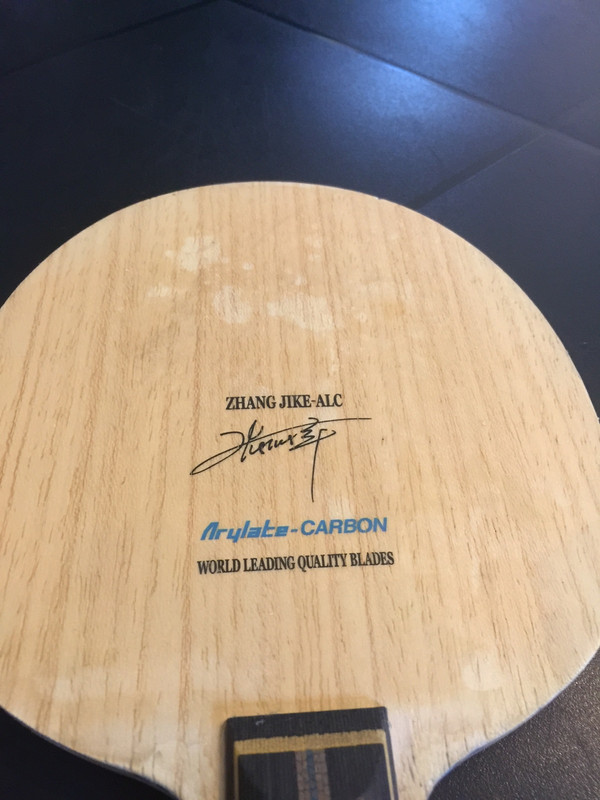 ZHANG JIKE-ALC
Arylate-CARBON
WORLD LEADING QUALITY BLADES